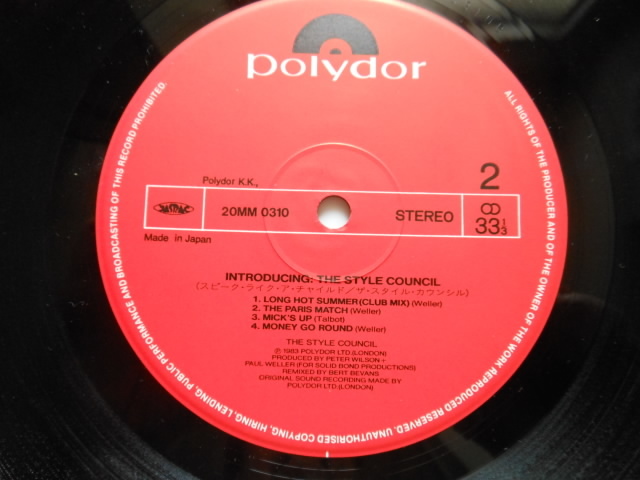 polydor
ALL RIGHTS OF THE PRODUCER AND OF THE OWNER OF THE WORK REPRODUCED RESERVED. UNAUTHORISED COPYING, HIRING, LENDING, PUBLIC PERFORMANCE AND BROADCASTING OF THIS RECORD PROHIBITED.
Polydor K.K.,
2
JASRAC
20MM 0310
STEREO
33 1/3
Made in Japan
INTRODUCING: THE STYLE COUNCIL
(スピーク・ライク・ア・チャイルド/ザ・スタイル・カウンシル)
1. LONG HOT SUMMER(CLUB MIX) (Weller)
2. THE PARIS MATCH (Weller)
3. MICK'S UP (Talbot)
4. MONEY GO ROUND (Weller)
THE STYLE COUNCIL
℗ 1983 POLYDOR LTD.(LONDON)
PRODUCED BY PETER WILSON +
PAUL WELLER (FOR SOLID BOND PRODUCTIONS)
REMIXED BY BERT BEVANS
ORIGINAL SOUND RECORDING MADE BY
POLYDOR LTD.(LONDON)